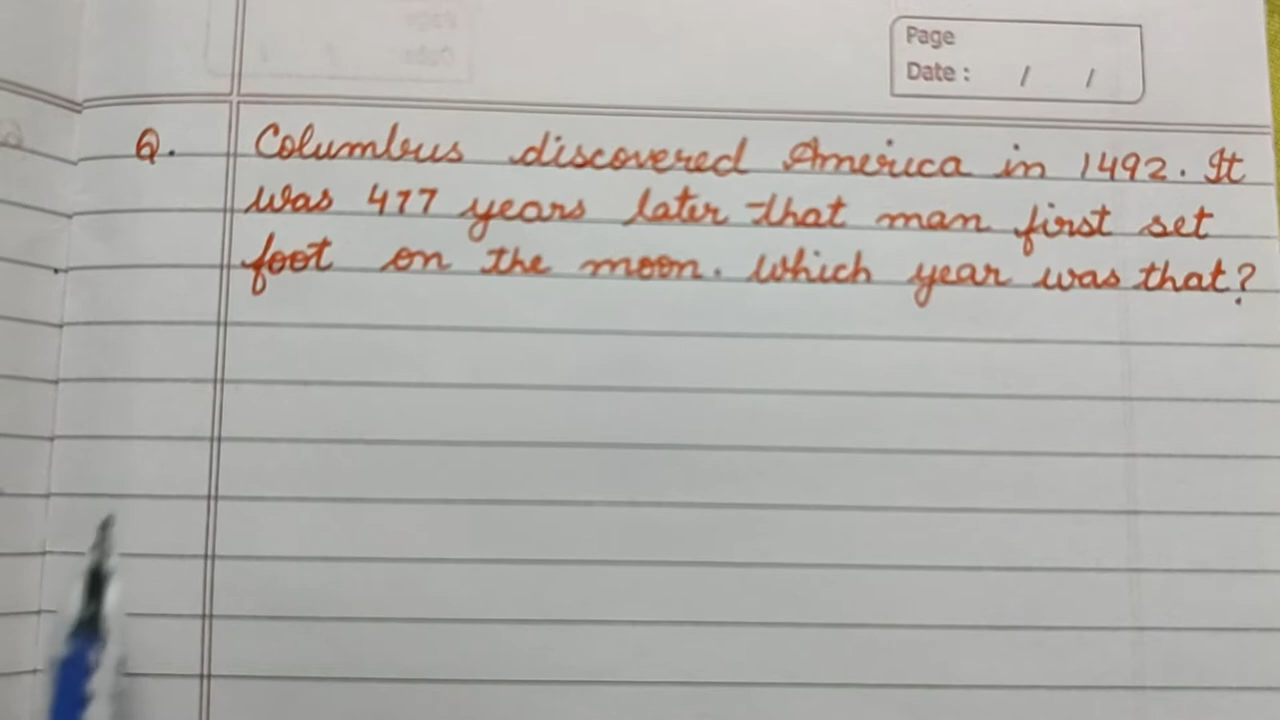 Page
Date : / /
Q. Columbus discovered America in 1492. It
was 477 years later that man first set
foot on the moon. Which year was that?